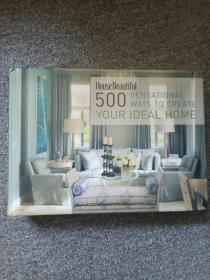 House Beautiful
500 SENSATIONAL
WAYS TO CREATE
YOUR IDEAL HOME